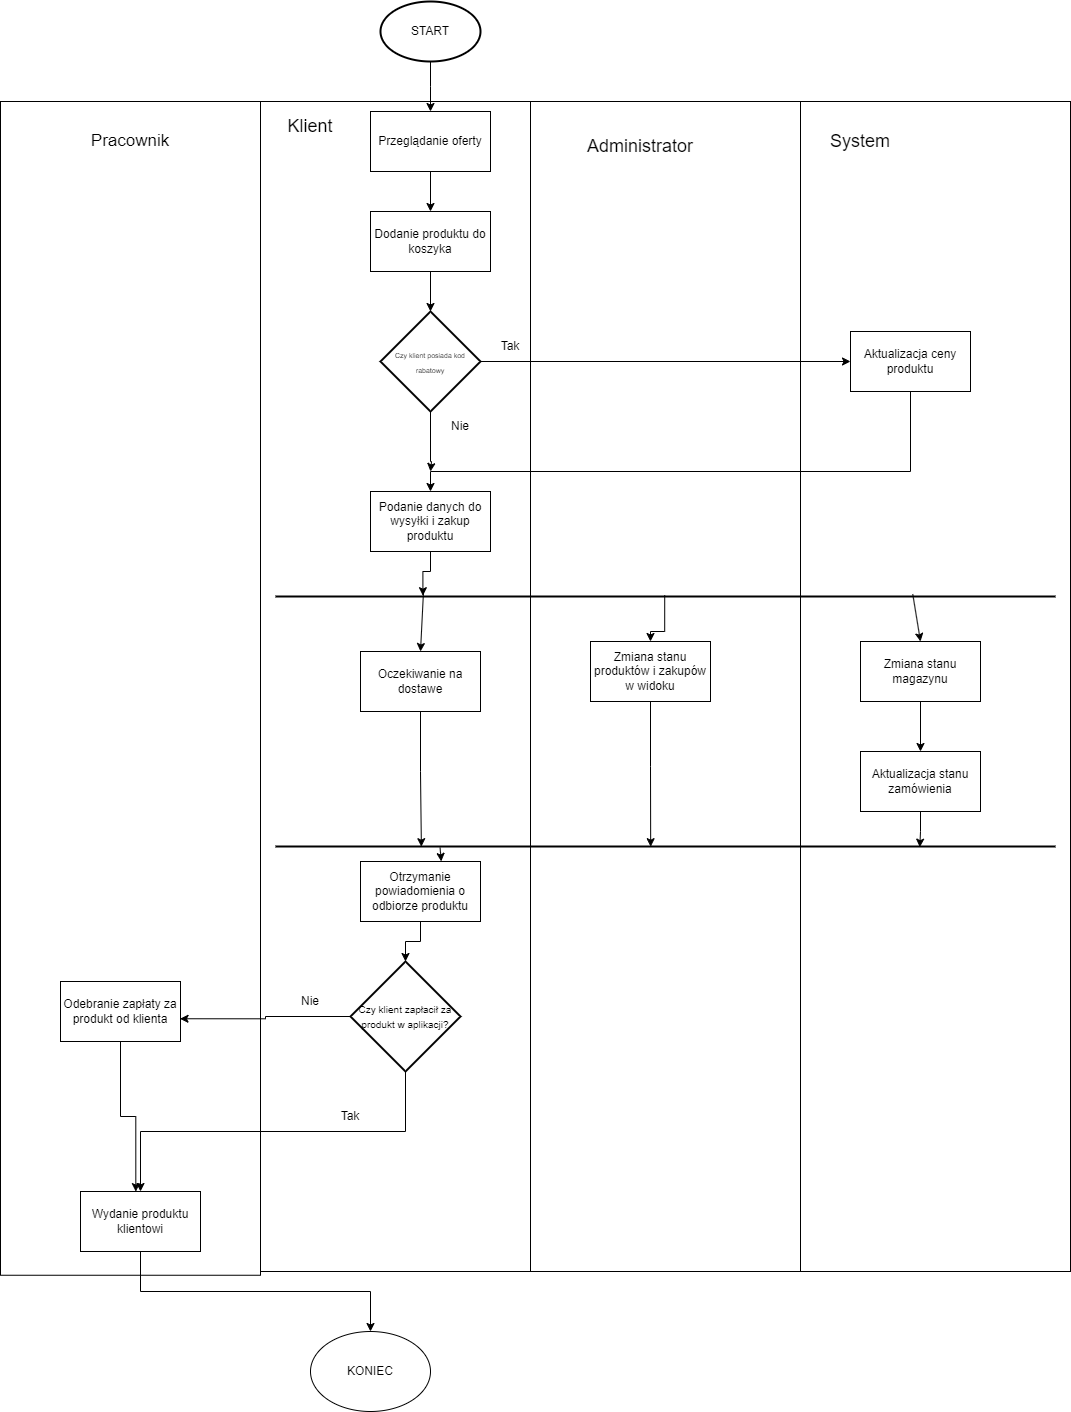 START
Pracownik
Klient
Administrator
System
Przeglądanie oferty
Dodanie produktu do
koszyka
Czy klient posiada kod
rabatowy
Tak
Aktualizacja ceny
produktu
Nie
Podanie danych do
wysyłki i zakup
produktu
Oczekiwanie na
dostawe
Zmiana stanu
produktów i zakupów
w widoku
Zmiana stanu
magazynu
Aktualizacja stanu
zamówienia
Otrzymanie
powiadomienia o
odbiorze produktu
Odebranie zapłaty za
produkt od klienta
Nie
Czy klient zapłacił za
produkt w aplikacji?
Tak
Wydanie produktu
klientowi
KONIEC